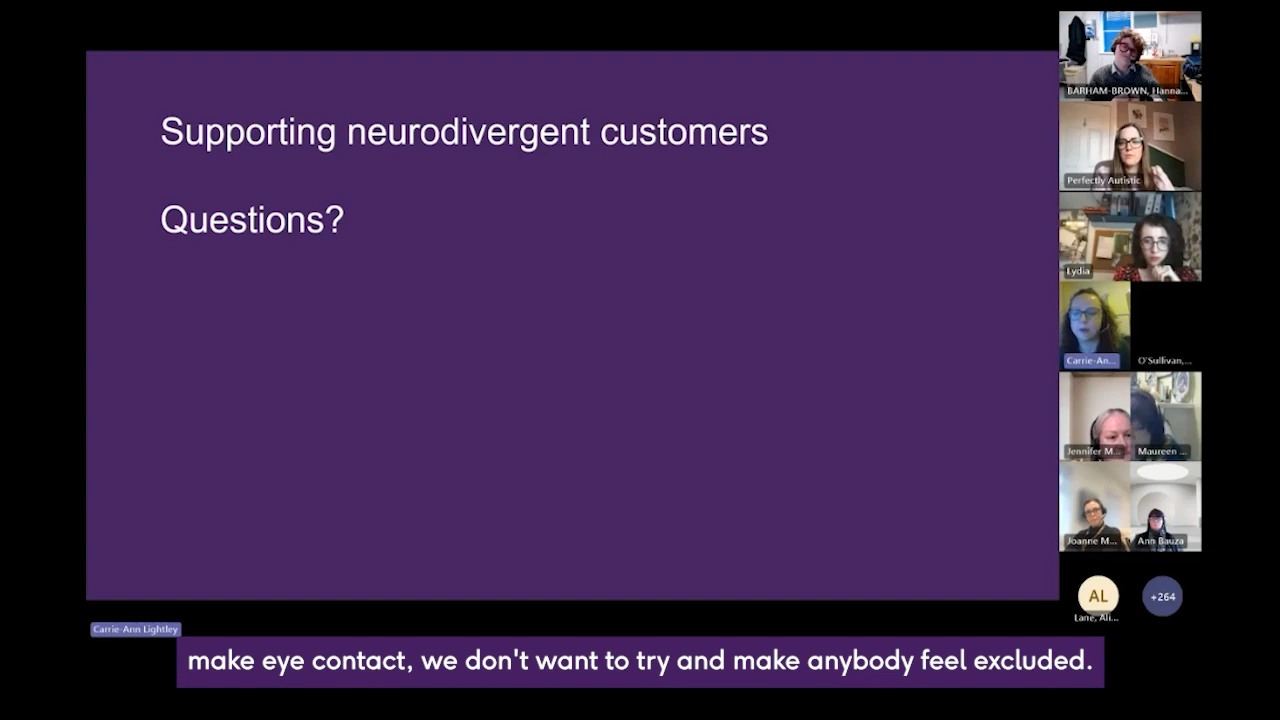 Supporting neurodivergent customers
Questions?
BARHAM-BROWN, Hanna...
Perfectly Autistic
Lydia
Carrie-An...
O'Sullivan,...
Jennifer M...
Maureen ...
Joanne M...
Ann Bauza
AL
+264
Lane, Ali...
Carrie-Ann Lightley
make eye contact, we don't want to try and make anybody feel excluded.